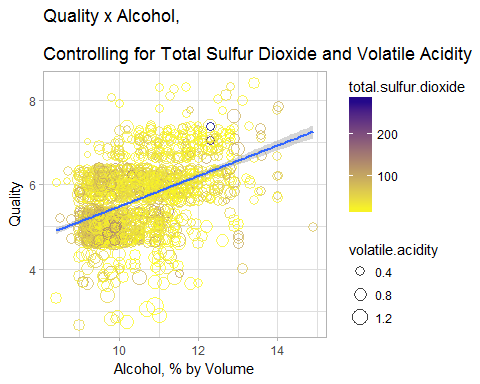 Quality x Alcohol,
Controlling for Total Sulfur Dioxide and Volatile Acidity
total.sulfur.dioxide
200
100
volatile.acidity
0.4
0.8
1.2
8
6
4
Quality
10
12
14
Alcohol, % by Volume